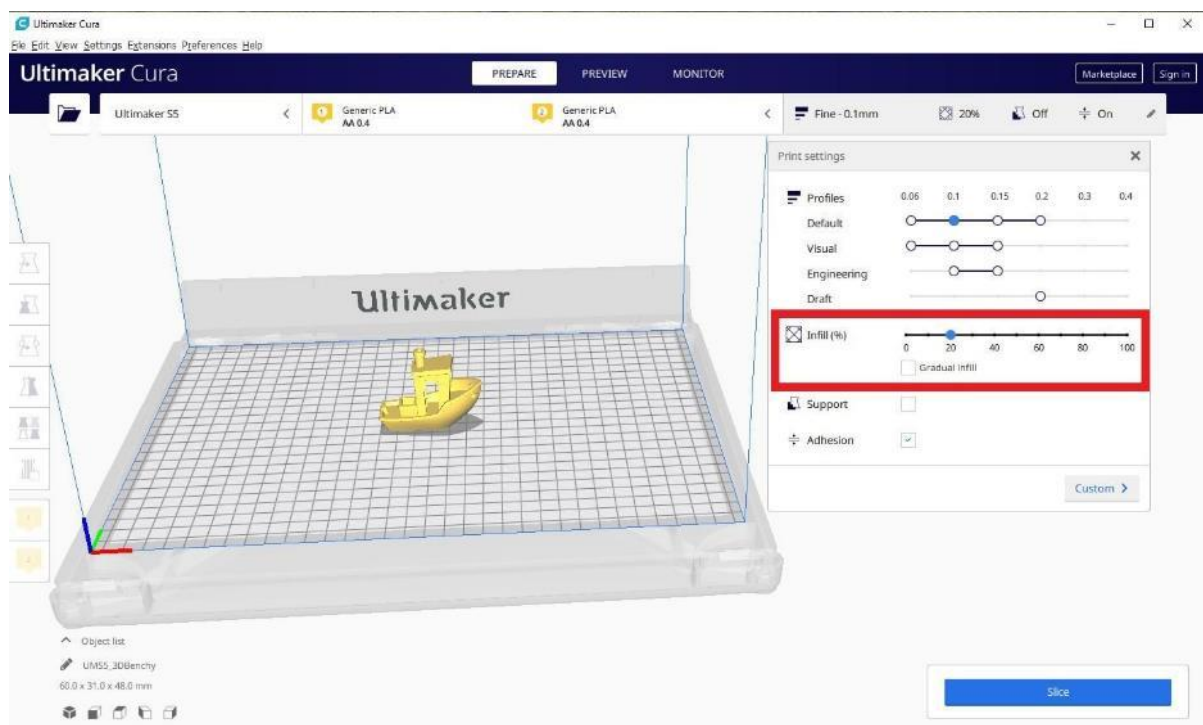 Ultimaker Cura
File Edit View Settings Extensions Preferences Help
Ultimaker Cura
PREPARE PREVIEW MONITOR
Marketplace Sign in
Ultimaker S5
1 Generic PLA
AA 0.4
2 Generic PLA
AA 0.4
Fine - 0.1mm 20% Off On
Print settings
Profiles 0.06 0.1 0.15 0.2 0.3 0.4
Default
Visual
Engineering
Draft
Infill (%)
0 20 40 60 80 100
Gradual infill
Support
Adhesion
Custom
Ultimaker
Object list
UMS5_3DBenchy
60.0 x 31.0 x 48.0 mm
Slice